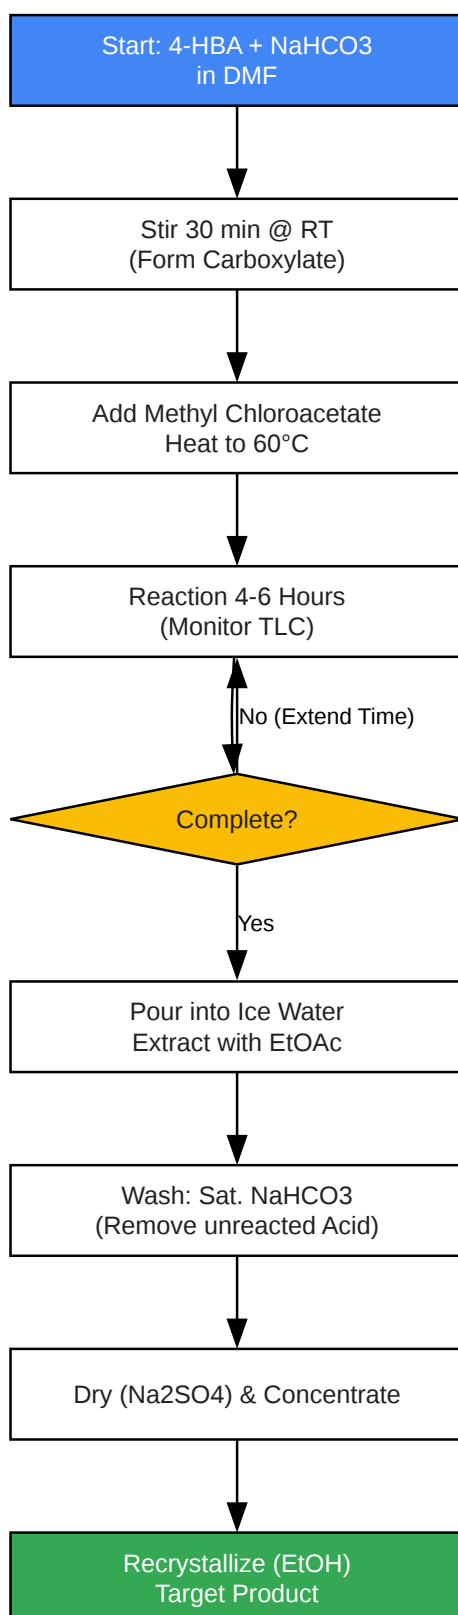 Start: 4-HBA + NaHCO3
in DMF
Stir 30 min @ RT
(Form Carboxylate)
Add Methyl Chloroacetate
Heat to 60°C
Reaction 4-6 Hours
(Monitor TLC)
No (Extend Time)
Complete?
Yes
Pour into Ice Water
Extract with EtOAc
Wash: Sat. NaHCO3
(Remove unreacted Acid)
Dry (Na2SO4) & Concentrate
Recrystallize (EtOH)
Target Product